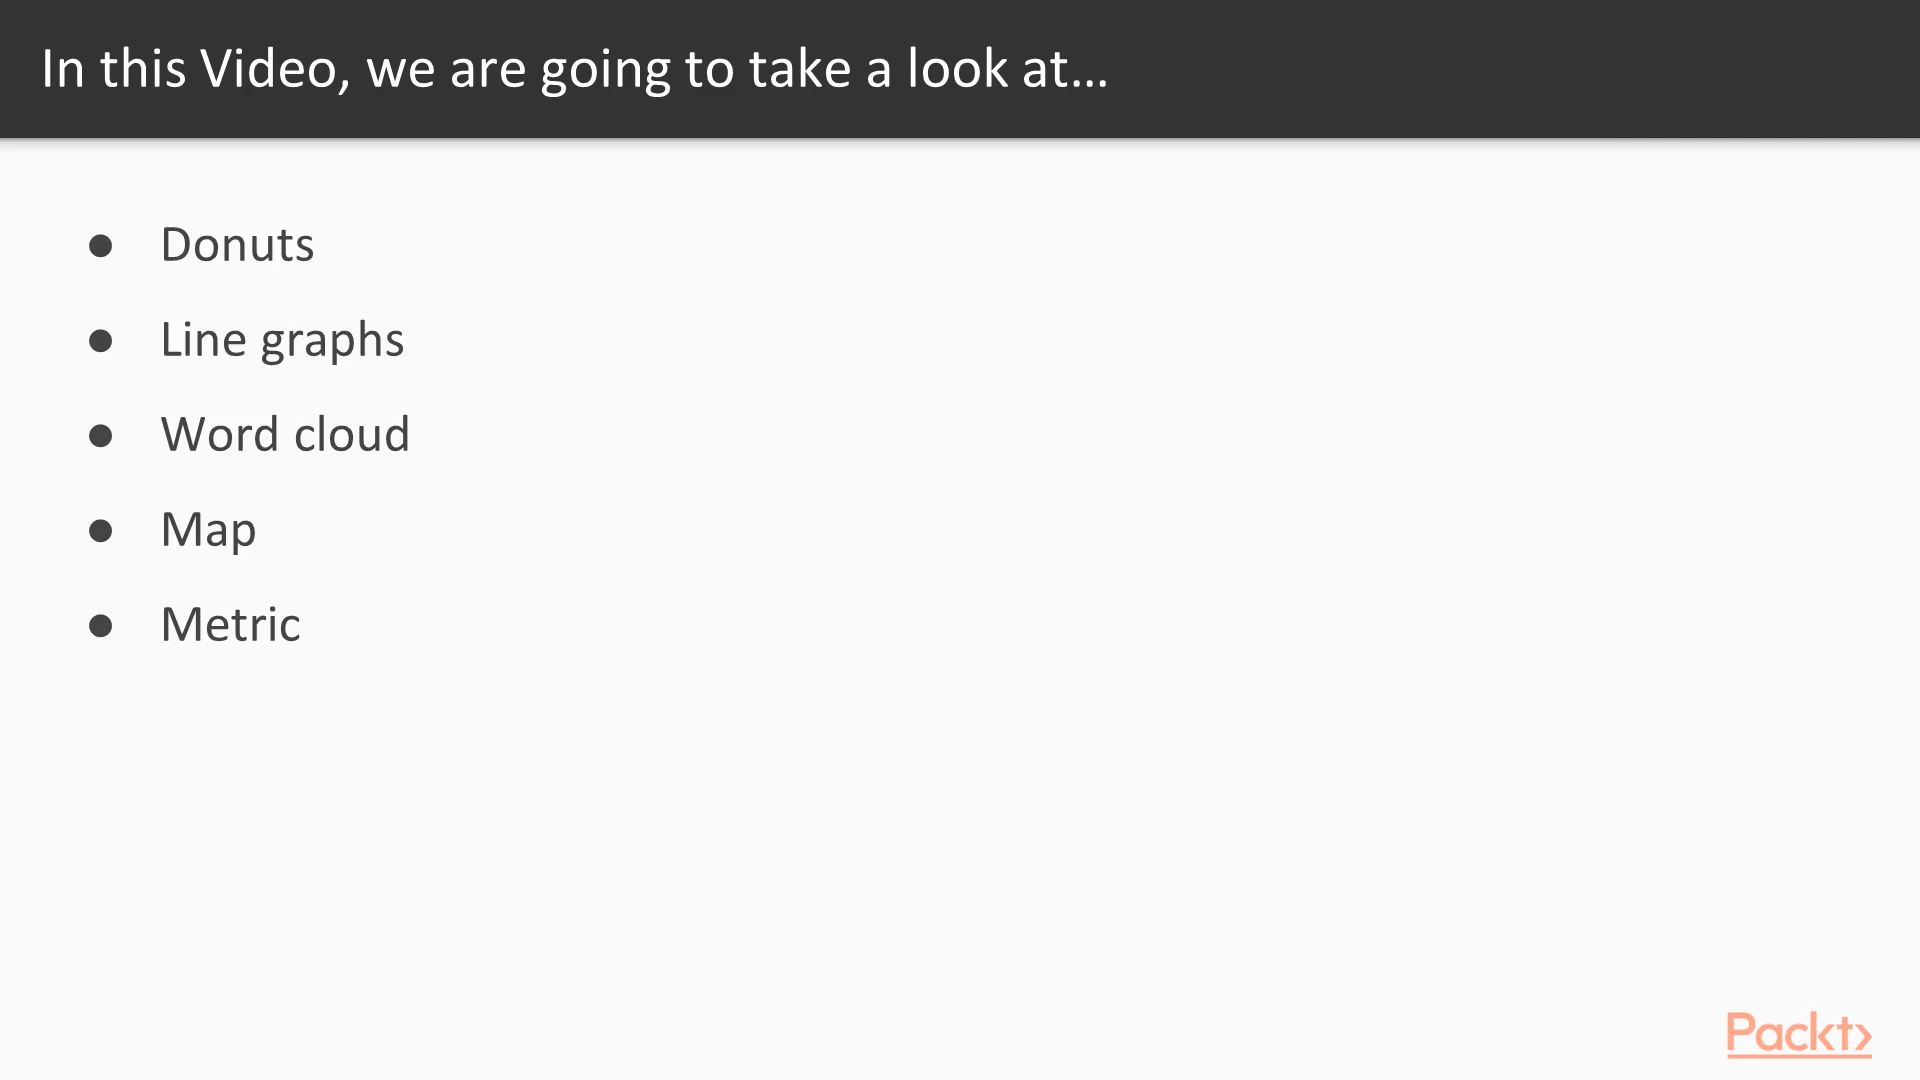 In this Video, we are going to take a look at...
● Donuts
● Line graphs
● Word cloud
● Map
● Metric
Packt>